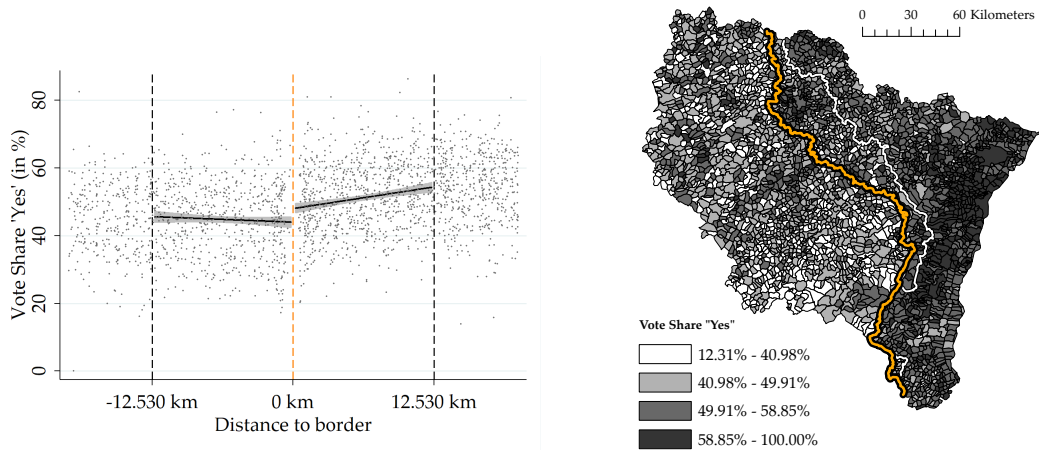 Vote Share 'Yes' (in %)
80
60
40
20
0
-12.530 km
0 km
12.530 km
Distance to border
0 30 60 Kilometers
Vote Share "Yes"
12.31% - 40.98%
40.98% - 49.91%
49.91% - 58.85%
58.85% - 100.00%